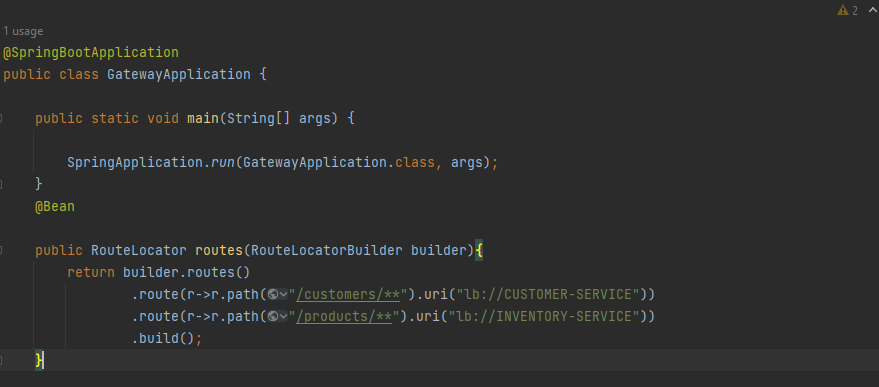 2
1 usage
@SpringBootApplication
public class GatewayApplication {
public static void main(String[] args) {
SpringApplication.run(GatewayApplication.class, args);
}
@Bean
public RouteLocator routes(RouteLocatorBuilder builder){
return builder.routes()
.route(r->r.path("/customers/**").uri("lb://CUSTOMER-SERVICE"))
.route(r->r.path("/products/**").uri("lb://INVENTORY-SERVICE"))
.build();
}